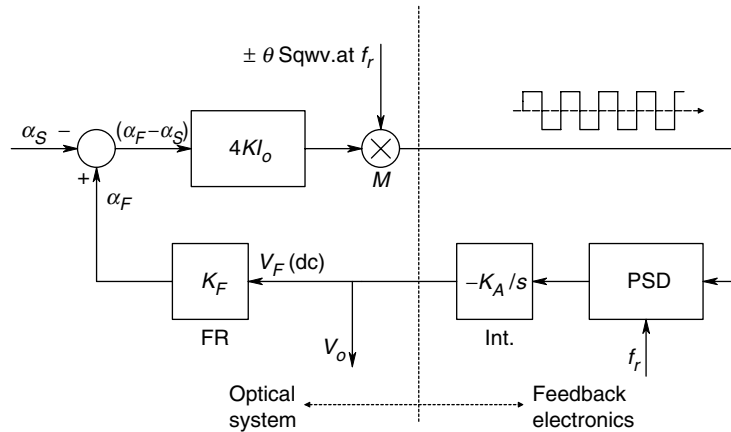 ± θ Sqwv.at f_r
α_S
−
(α_F−α_S)
4KI_o
+
M
α_F
K_F
V_F (dc)
−K_A/s
PSD
FR
V_o
Int.
f_r
Optical system
Feedback electronics